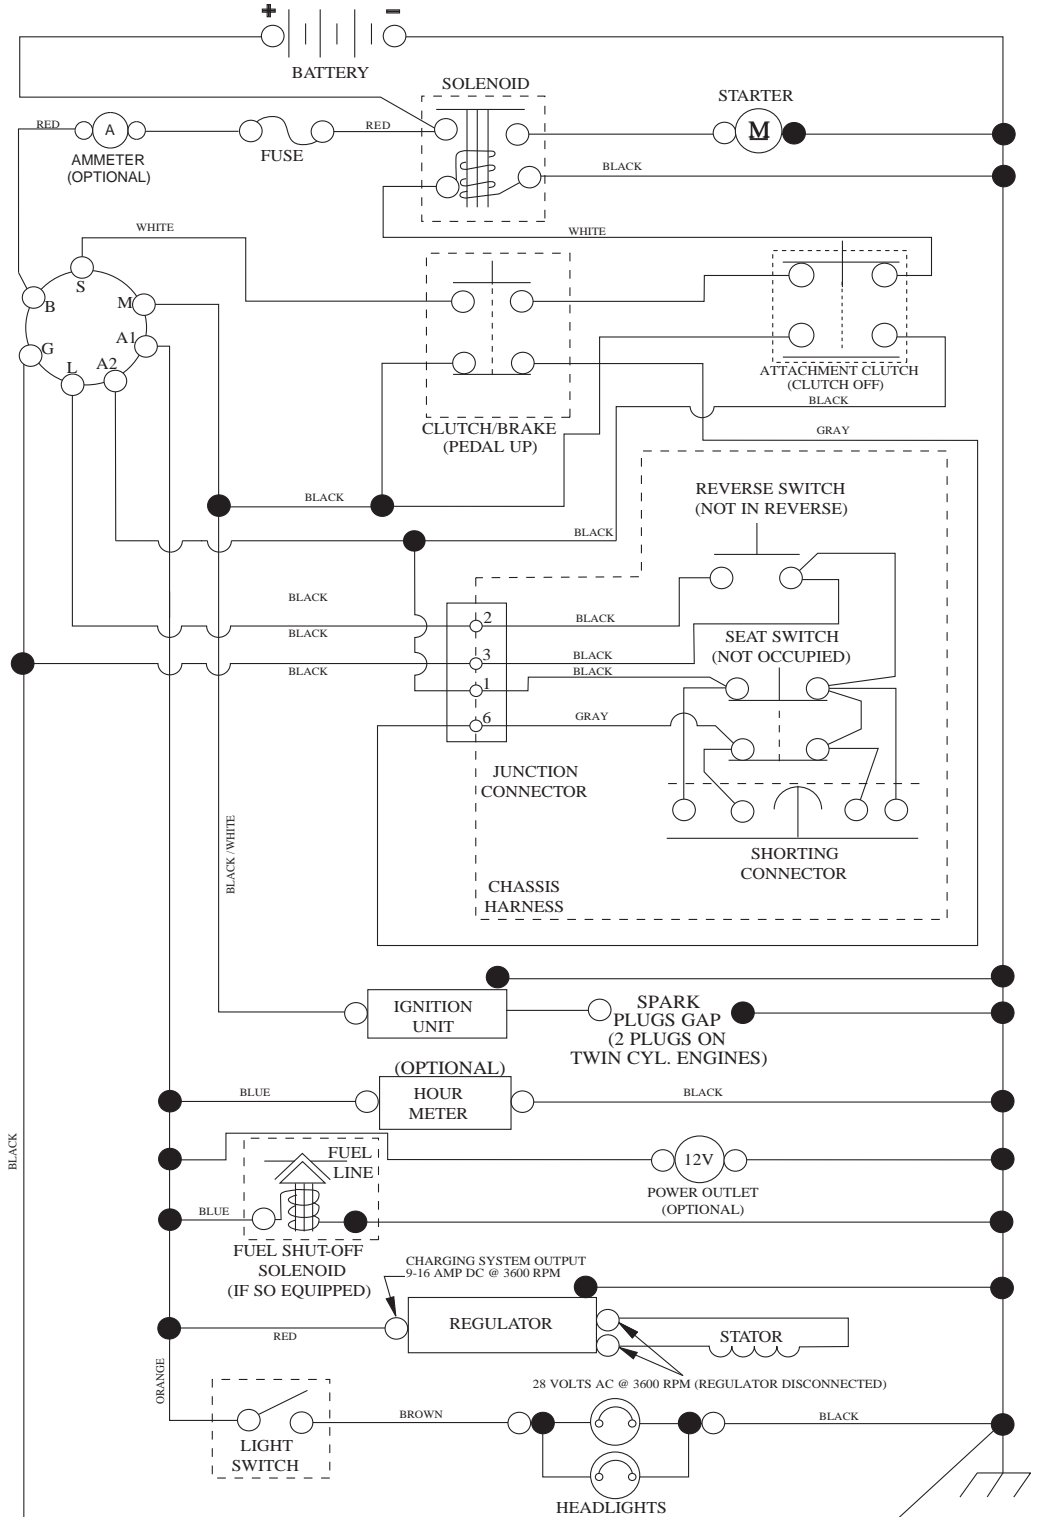 + −
BATTERY
SOLENOID
STARTER
RED
A
RED
M
FUSE
AMMETER
(OPTIONAL)
BLACK
WHITE
WHITE
S
B
M
A1
G
L
A2
ATTACHMENT CLUTCH
(CLUTCH OFF)
BLACK
CLUTCH/BRAKE
(PEDAL UP)
GRAY
REVERSE SWITCH
(NOT IN REVERSE)
BLACK
BLACK
BLACK
2
BLACK
BLACK
SEAT SWITCH
(NOT OCCUPIED)
3
BLACK
BLACK
BLACK
1
6
GRAY
JUNCTION
CONNECTOR
BLACK / WHITE
SHORTING
CONNECTOR
CHASSIS
HARNESS
IGNITION
UNIT
SPARK
PLUGS GAP
(2 PLUGS ON
TWIN CYL. ENGINES)
(OPTIONAL)
BLUE
HOUR
METER
BLACK
BLACK
FUEL
LINE
12V
POWER OUTLET
(OPTIONAL)
BLUE
FUEL SHUT-OFF
SOLENOID
(IF SO EQUIPPED)
CHARGING SYSTEM OUTPUT
9-16 AMP DC @ 3600 RPM
REGULATOR
RED
STATOR
ORANGE
28 VOLTS AC @ 3600 RPM (REGULATOR DISCONNECTED)
BROWN
BLACK
LIGHT
SWITCH
HEADLIGHTS